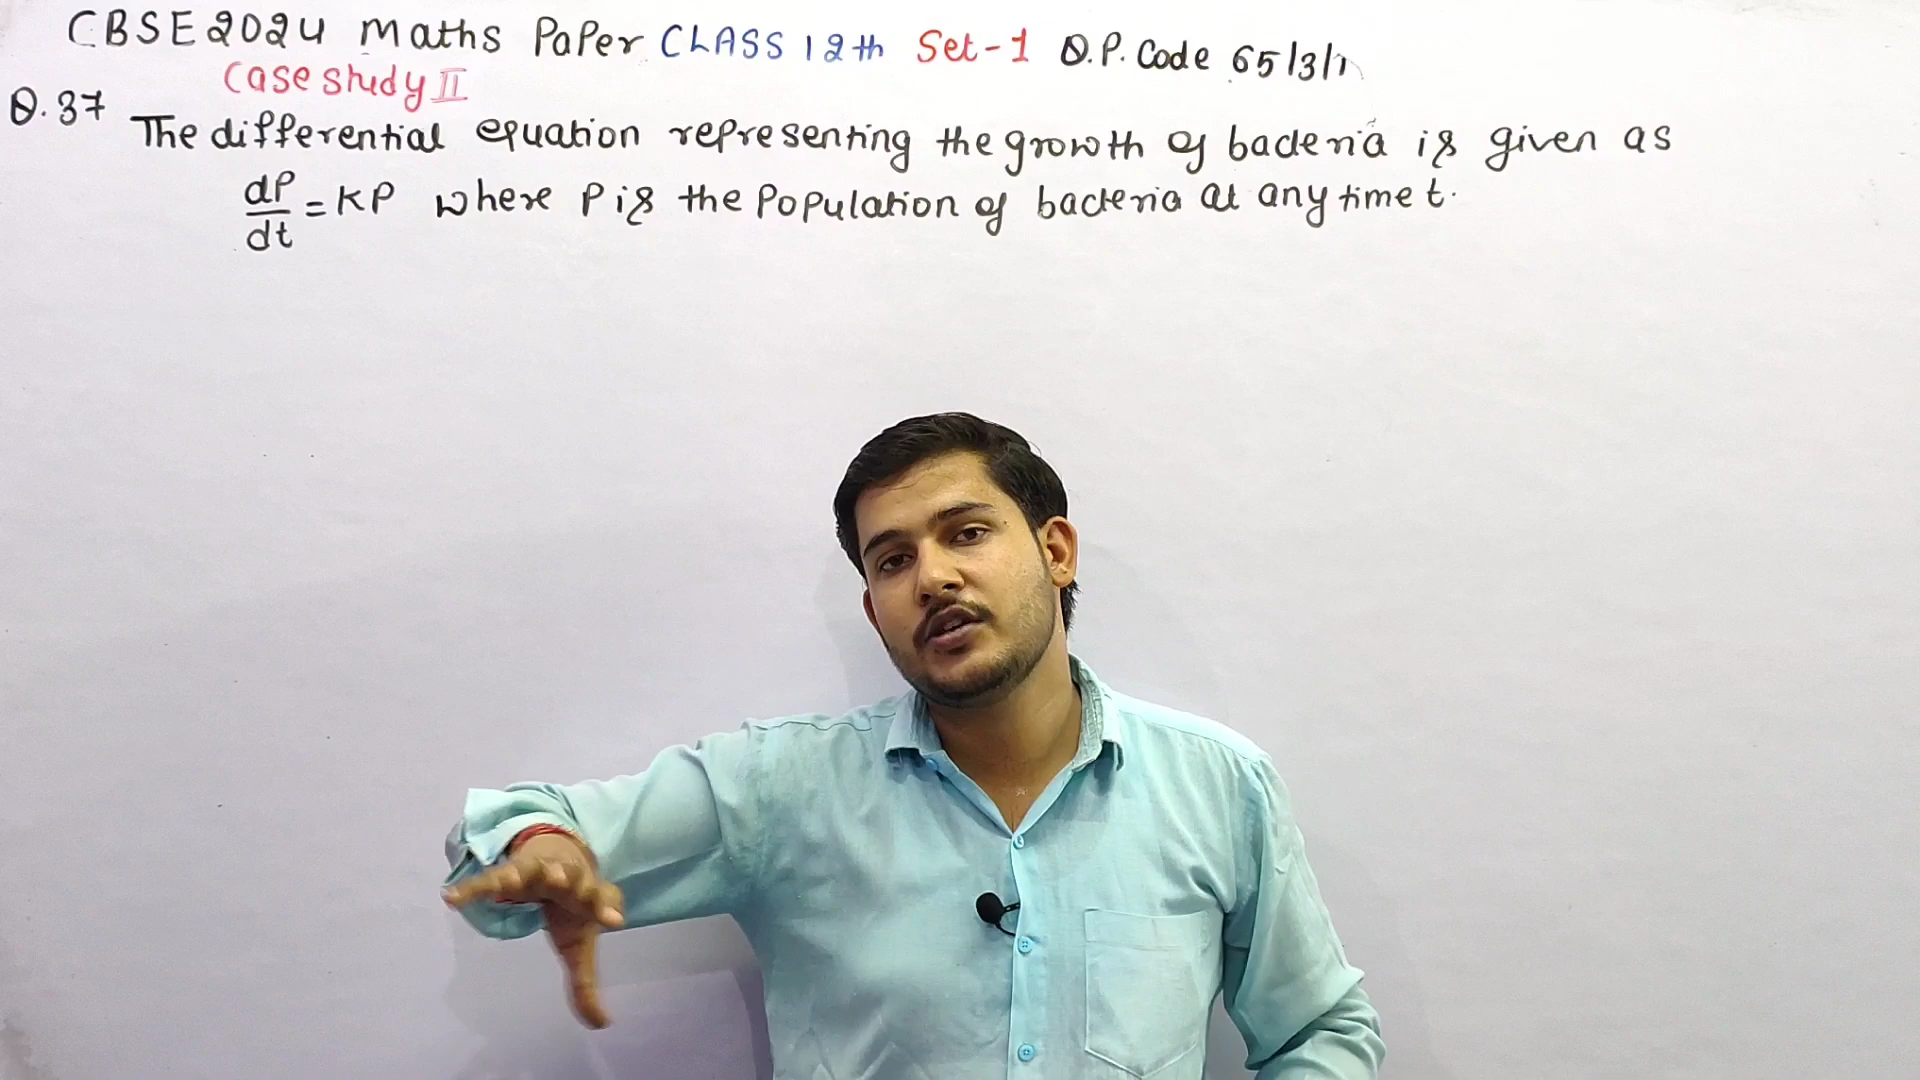 CBSE 2024 Maths Paper CLASS 12th Set-1 Q.P. Code 65/3/1
Case study II
Q.37 The differential equation representing the growth of bacteria is given as
dP/dt = KP where P is the Population of bacteria at any time t.